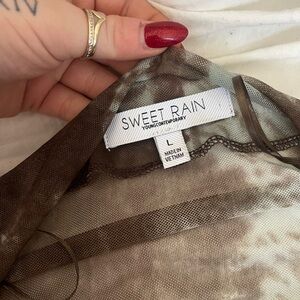 SWEET RAIN
YOUNGCONTEMPORARY
L
MADE IN
VIETNAM